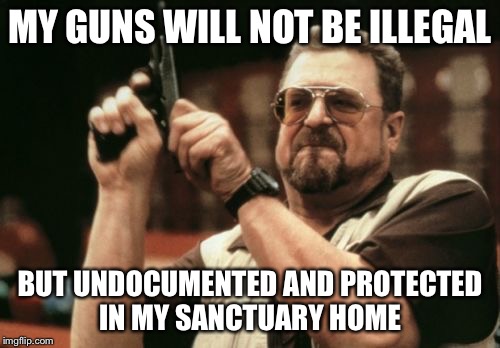 MY GUNS WILL NOT BE ILLEGAL
BUT UNDOCUMENTED AND PROTECTED
IN MY SANCTUARY HOME
imgflip.com